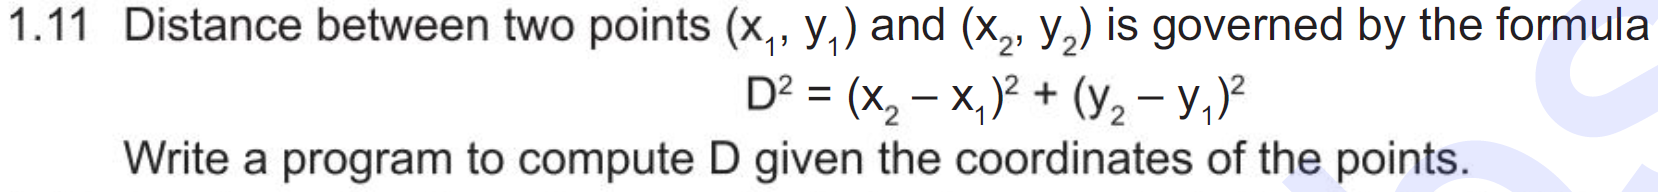 1.11 Distance between two points (x₁, y₁) and (x₂, y₂) is governed by the formula
D² = (x₂ – x₁)² + (y₂ – y₁)²
Write a program to compute D given the coordinates of the points.